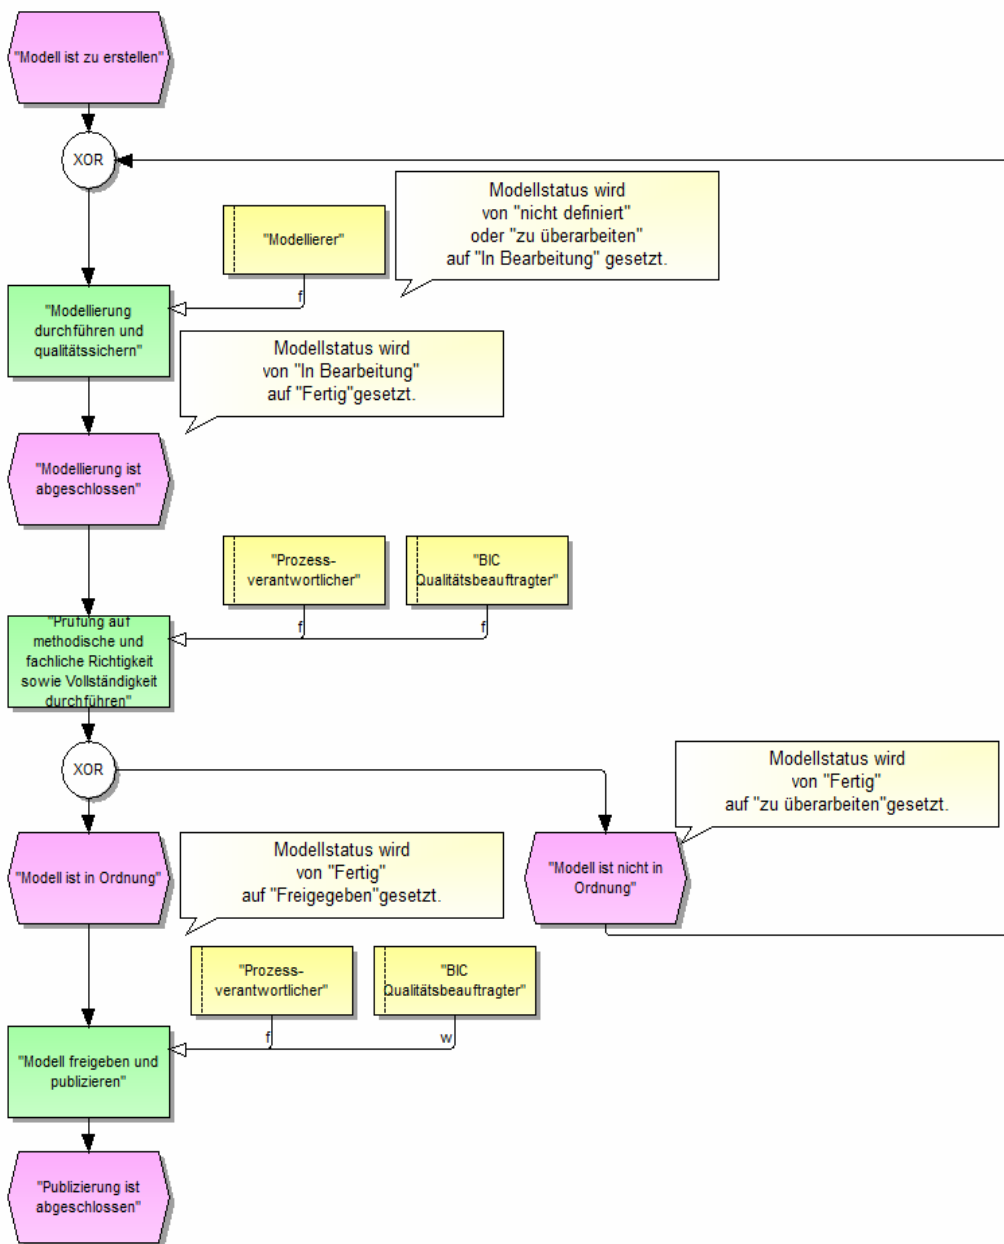 "Modell ist zu erstellen"
XOR
Modellstatus wird
von "nicht definiert"
oder "zu überarbeiten"
auf "In Bearbeitung" gesetzt.
"Modellierer"
f
"Modellierung
durchführen und
qualitätssichern"
Modellstatus wird
von "In Bearbeitung"
auf "Fertig"gesetzt.
"Modellierung ist
abgeschlossen"
"Prozess-
verantwortlicher"
f
"BIC
Qualitätsbeauftragter"
f
"Prüfung auf
methodische und
fachliche Richtigkeit
sowie Vollständigkeit
durchführen"
XOR
Modellstatus wird
von "Fertig"
auf "zu überarbeiten"gesetzt.
"Modell ist in Ordnung"
Modellstatus wird
von "Fertig"
auf "Freigegeben"gesetzt.
"Modell ist nicht in
Ordnung"
"Prozess-
verantwortlicher"
f
"BIC
Qualitätsbeauftragter"
w
"Modell freigeben und
publizieren"
"Publizierung ist
abgeschlossen"